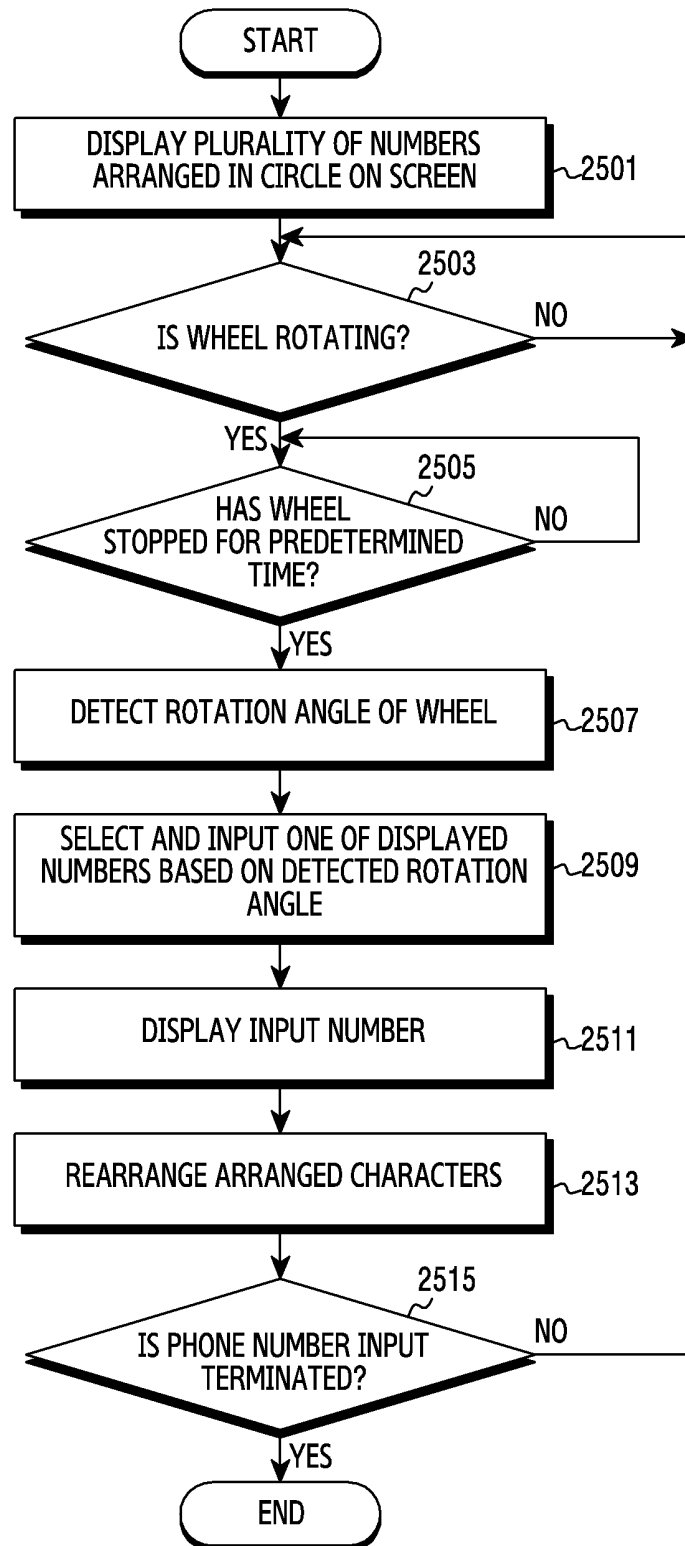 START
DISPLAY PLURALITY OF NUMBERS
ARRANGED IN CIRCLE ON SCREEN
2501
2503
IS WHEEL ROTATING?
NO
YES
2505
HAS WHEEL
STOPPED FOR PREDETERMINED
TIME?
NO
YES
DETECT ROTATION ANGLE OF WHEEL
2507
SELECT AND INPUT ONE OF DISPLAYED
NUMBERS BASED ON DETECTED ROTATION
ANGLE
2509
DISPLAY INPUT NUMBER
2511
REARRANGE ARRANGED CHARACTERS
2513
2515
IS PHONE NUMBER INPUT
TERMINATED?
NO
YES
END